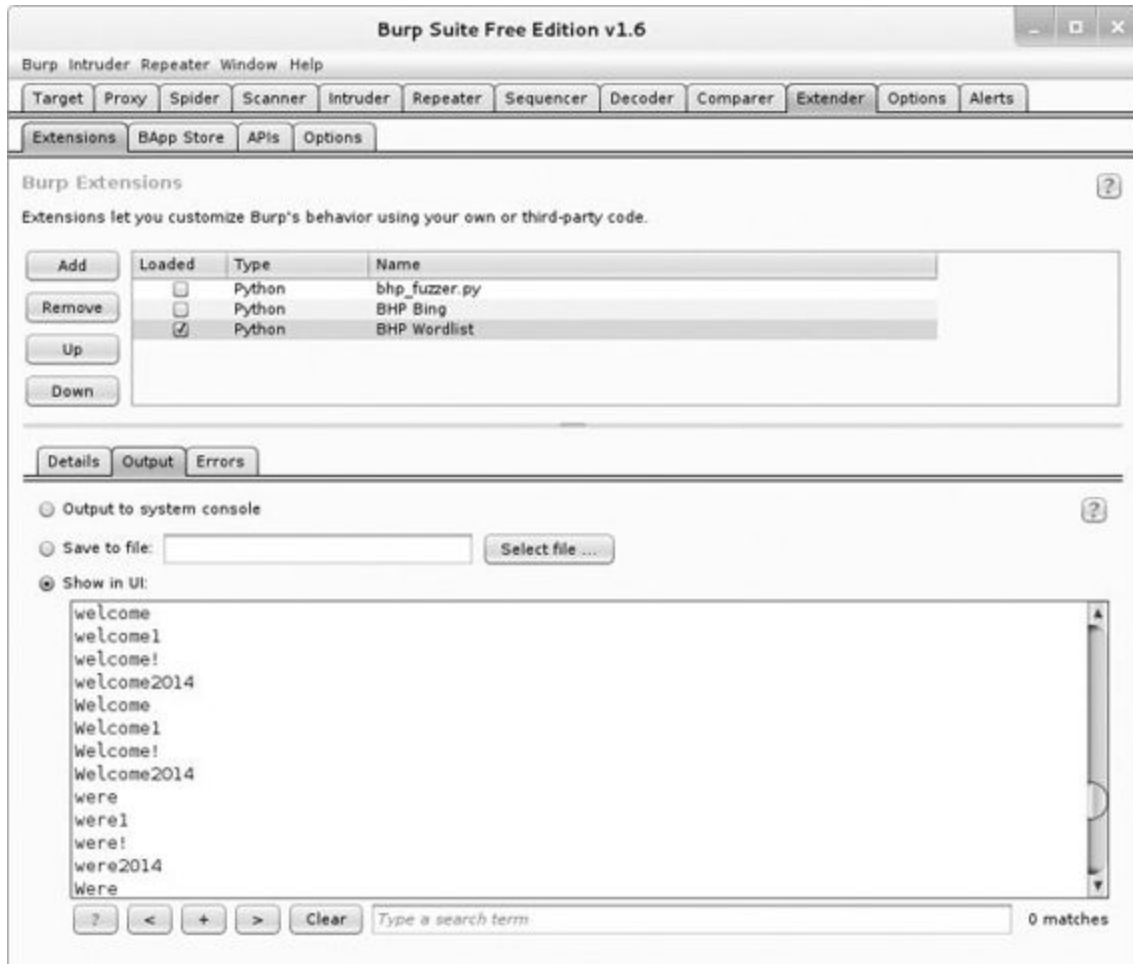 Burp Suite Free Edition v1.6
Burp Intruder Repeater Window Help
Target Proxy Spider Scanner Intruder Repeater Sequencer Decoder Comparer Extender Options Alerts
Extensions BApp Store APIs Options
Burp Extensions
?
Extensions let you customize Burp's behavior using your own or third-party code.
Add
Remove
Up
Down
Loaded Type Name
Python bhp_fuzzer.py
Python BHP Bing
Python BHP Wordlist
Details Output Errors
Output to system console
?
Save to file: Select file ...
Show in UI:
welcome
welcome1
welcome!
welcome2014
Welcome
Welcome1
Welcome!
Welcome2014
were
were1
were!
were2014
Were
? < + > Clear Type a search term 0 matches